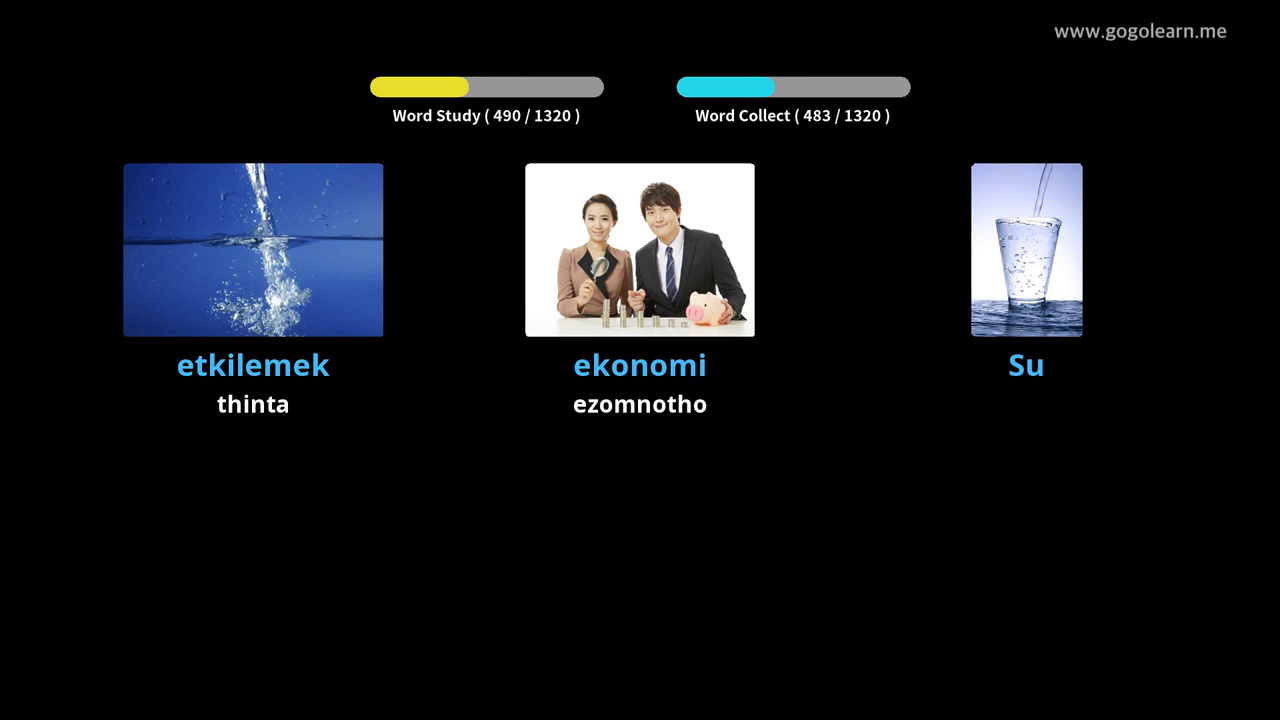 www.gogolearn.me
Word Study ( 490 / 1320 )
Word Collect ( 483 / 1320 )
etkilemek
thinta
ekonomi
ezomnotho
Su